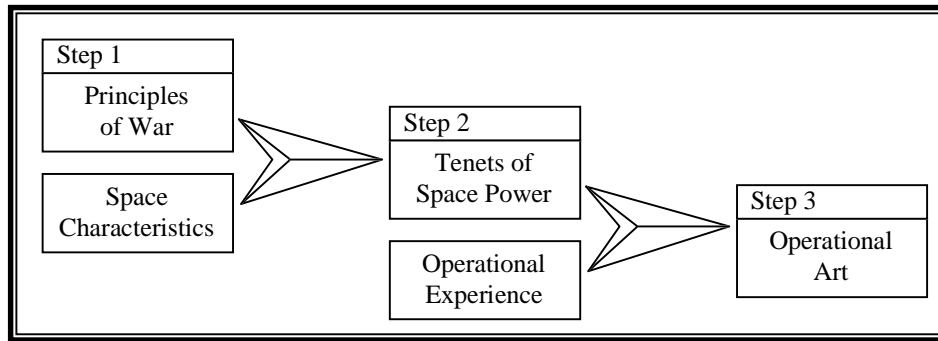 Step 1
Principles
of War
Space
Characteristics
Step 2
Tenets of
Space Power
Operational
Experience
Step 3
Operational
Art